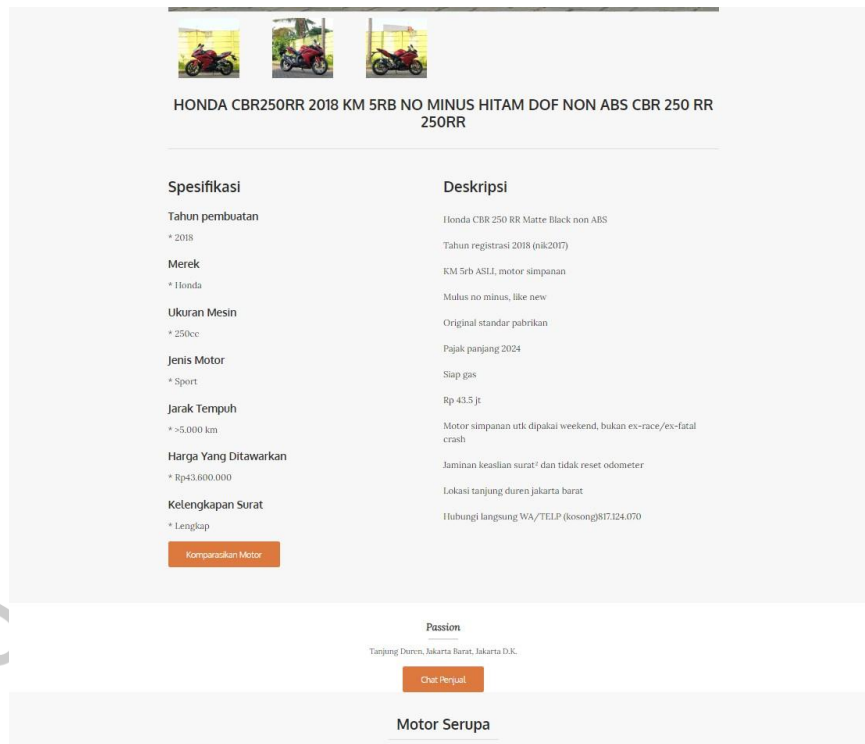 HONDA CBR250RR 2018 KM 5RB NO MINUS HITAM DOF NON ABS CBR 250 RR
250RR
Spesifikasi
Tahun pembuatan
* 2018
Merek
* Honda
Ukuran Mesin
* 250cc
Jenis Motor
* Sport
Jarak Tempuh
* >5.000 km
Harga Yang Ditawarkan
* Rp43.600.000
Kelengkapan Surat
* Lengkap
Komparasikan Motor
Deskripsi
Honda CBR 250 RR Matte Black non ABS
Tahun registrasi 2018 (nik2017)
KM 5rb ASLI, motor simpanan
Mulus no minus, like new
Original standar pabrikan
Pajak panjang 2024
Siap gas
Rp 43.5 jt
Motor simpanan utk dipakai weekend, bukan ex-race/ex-fatal
crash
Jaminan keaslian surat² dan tidak reset odometer
Lokasi tanjung duren jakarta barat
Hubungi langsung WA/TELP (kosong)817.124.070
Passion
Tanjung Duren, Jakarta Barat, Jakarta D.K.
Chat Penjual
Motor Serupa